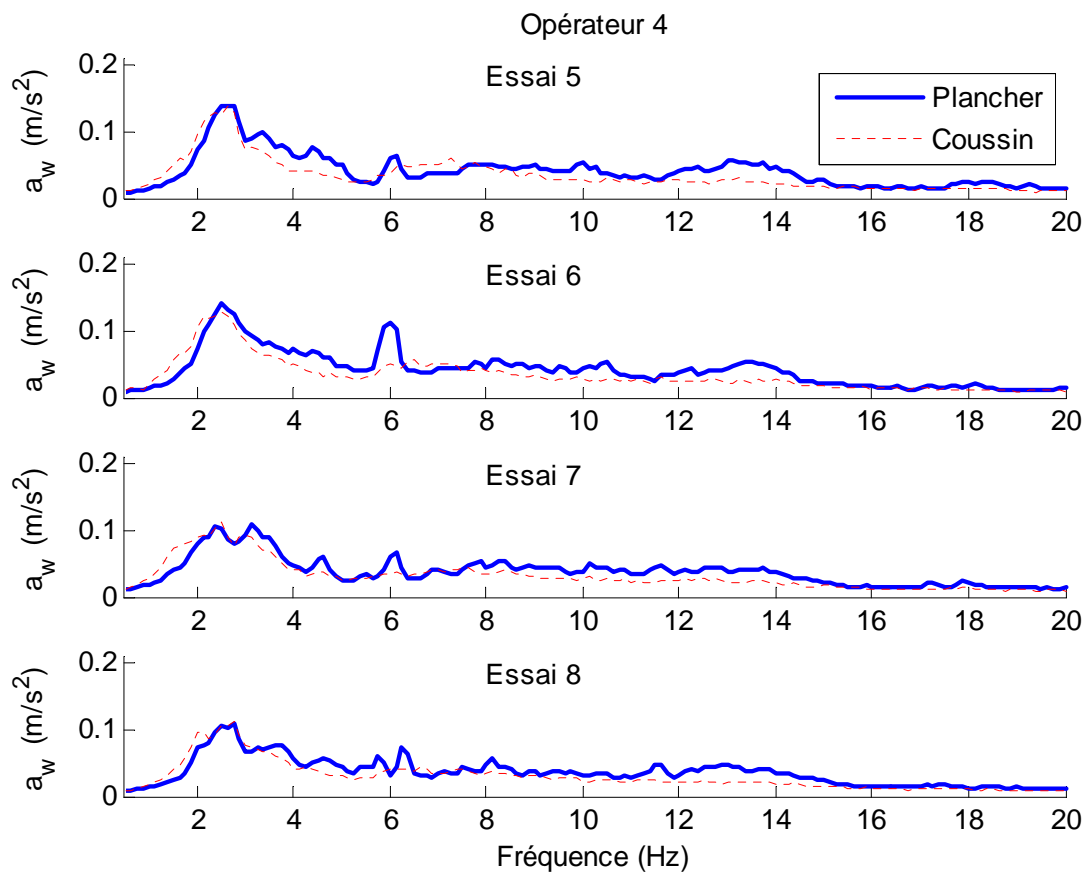 Opérateur 4
Essai 5
Plancher
Coussin
a_w (m/s^2)
0.2
0.1
0
2 4 6 8 10 12 14 16 18 20
Essai 6
a_w (m/s^2)
0.2
0.1
0
2 4 6 8 10 12 14 16 18 20
Essai 7
a_w (m/s^2)
0.2
0.1
0
2 4 6 8 10 12 14 16 18 20
Essai 8
a_w (m/s^2)
0.2
0.1
0
2 4 6 8 10 12 14 16 18 20
Fréquence (Hz)